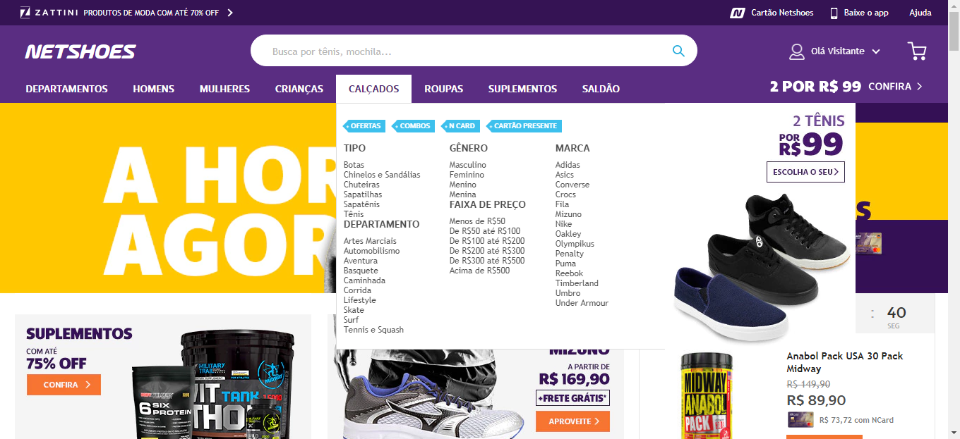 ZATTINI PRODUTOS DE MODA COM ATÉ 70% OFF
Cartão Netshoes
Baixe o app
Ajuda
NETSHOES
Busca por tênis, mochila...
Olá Visitante
DEPARTAMENTOS HOMENS MULHERES CRIANÇAS CALÇADOS ROUPAS SUPLEMENTOS SALDÃO
2 POR R$ 99 CONFIRA
A HOR
AGOR
OFERTAS COMBOS N CARD CARTÃO PRESENTE
TIPO
Botas
Chinelos e Sandálias
Chuteiras
Sapatilhas
Sapatênis
Tênis
DEPARTAMENTO
Artes Marciais
Automobilismo
Aventura
Basquete
Caminhada
Corrida
Lifestyle
Skate
Surf
Tennis e Squash
GÊNERO
Masculino
Feminino
Menino
Menina
FAIXA DE PREÇO
Menos de R$50
De R$50 até R$100
De R$100 até R$200
De R$200 até R$300
De R$300 até R$500
Acima de R$500
MARCA
Adidas
Asics
Converse
Crocs
Fila
Mizuno
Nike
Oakley
Olympikus
Penalty
Puma
Reebok
Timberland
Umbro
Under Armour
2 TÊNIS
POR
R$99
ESCOLHA O SEU
S
: 40
SEG
SUPLEMENTOS
COM ATÉ
75% OFF
CONFIRA
6 SIX
PROTEIN
MILITARY
TRAIL
TANK
MIZUNO
A PARTIR DE
R$ 169,90
+FRETE GRÁTIS*
APROVEITE
MIDWAY
ANABOL
PACK
Anabol Pack USA 30 Pack
Midway
R$ 149,90
R$ 89,90
R$ 73,72 com NCard